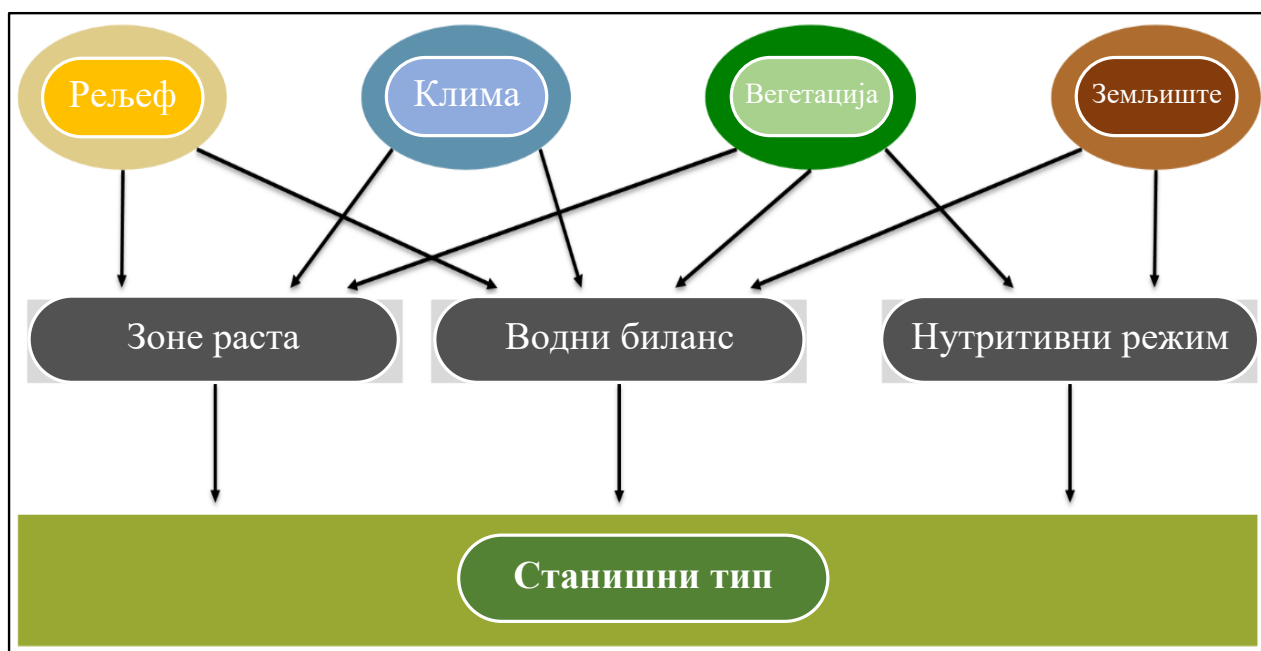 Рељеф
Клима
Вегетација
Земљиште
Зоне раста
Водни биланс
Нутритивни режим
Станишни тип